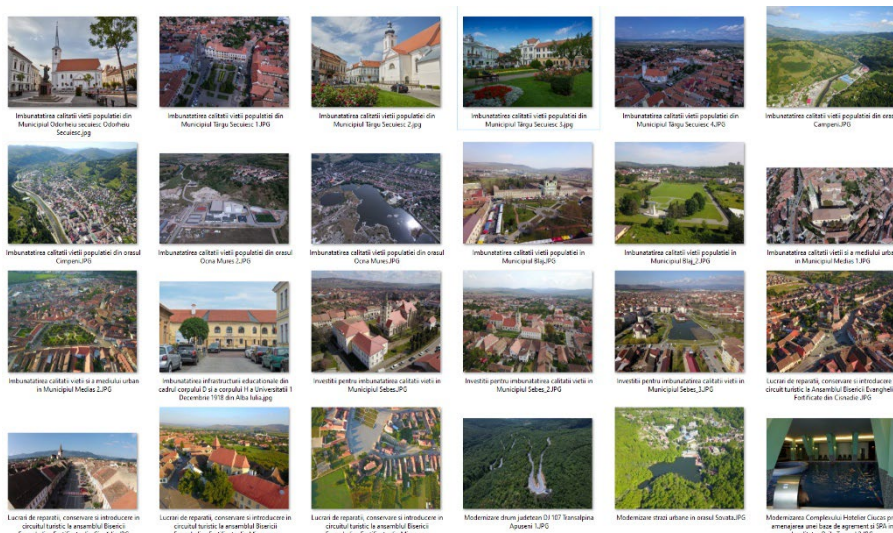 Imbunatatirea calitatii vietii populatiei din
Municipiul Odorheiu secuiesc Odorheiu
Secuiesc.jpg
Imbunatatirea calitatii vietii populatiei din
Municipiul Târgu Secuiesc 1.JPG
Imbunatatirea calitatii vietii populatiei din
Municipiul Târgu Secuiesc 2.jpg
Imbunatatirea calitatii vietii populatiei din
Municipiul Târgu Secuiesc 3.jpg
Imbunatatirea calitatii vietii populatiei din
Municipiul Târgu Secuiesc 4.JPG
Imbunatatirea calitatii vietii populatiei din
Campeni.JPG
Imbunatatirea calitatii vietii populatiei din orasul
Cimpeni.JPG
Imbunatatirea calitatii vietii populatiei din orasul
Ocna Mures 2.JPG
Imbunatatirea calitatii vietii populatiei din orasul
Ocna Mures.JPG
Imbunatatirea calitatii vietii populatiei in
Municipiul Blaj.JPG
Imbunatatirea calitatii vietii populatiei in
Municipiul Blaj_2.JPG
Imbunatatirea calitatii vietii si a mediului
in Municipiul Medias 1.JPG
Imbunatatirea calitatii vietii si a mediului urban
in Municipiul Medias 2.JPG
Imbunatatirea infrastructurii educationale din
cadrul corpului D si a corpului H a Universitatii 1
Decembrie 1918 din Alba Iulia.jpg
Investitii pentru imbunatatirea calitatii vietii in
Municipiul Sebes.JPG
Investitii pentru imbunatatirea calitatii vietii in
Municipiul Sebes_2.JPG
Investitii pentru imbunatatirea calitatii vietii in
Municipiul Sebes_3.JPG
Lucrari de reparatii, conservare si introducere
circuit turistic la Ansamblul Bisericii
Fortificate din Cisnadie .JPG
Lucrari de reparatii, conservare si introducere in
circuitul turistic la ansamblul Bisericii
Lucrari de reparatii, conservare si introducere in
circuitul turistic la ansamblul Bisericii
Lucrari de reparatii, conservare si introducere in
circuitul turistic la ansamblul Bisericii
Modernizare drum judetean DJ 107 Transalpina
Apuseni 1.JPG
Modernizare strazi urbane in orasul Sovata.JPG
Modernizarea Complexului Hotelier Ciucas
amenajarea unei baze de agrement si SPA